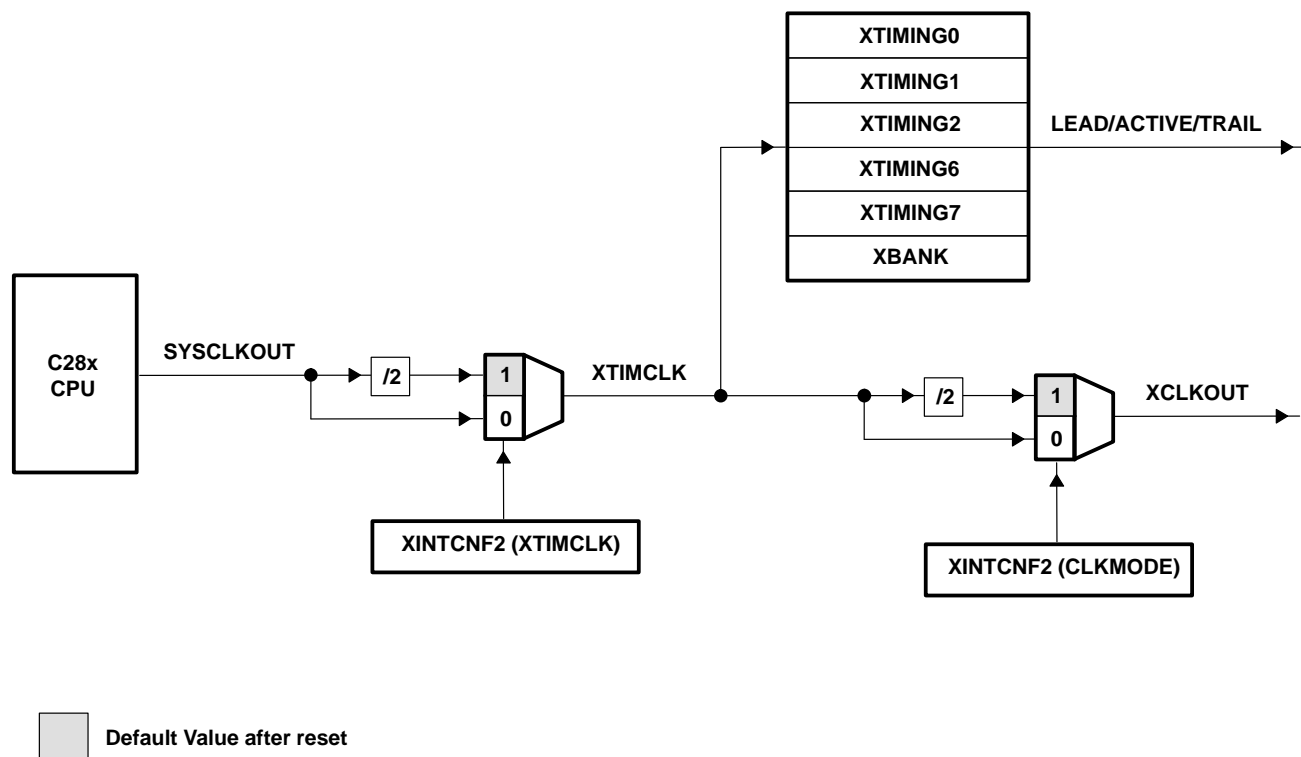 XTIMING0
XTIMING1
XTIMING2
LEAD/ACTIVE/TRAIL
XTIMING6
XTIMING7
XBANK
C28x
CPU
SYSCLKOUT
/2
1
0
XTIMCLK
/2
1
0
XCLKOUT
XINTCNF2 (XTIMCLK)
XINTCNF2 (CLKMODE)
Default Value after reset